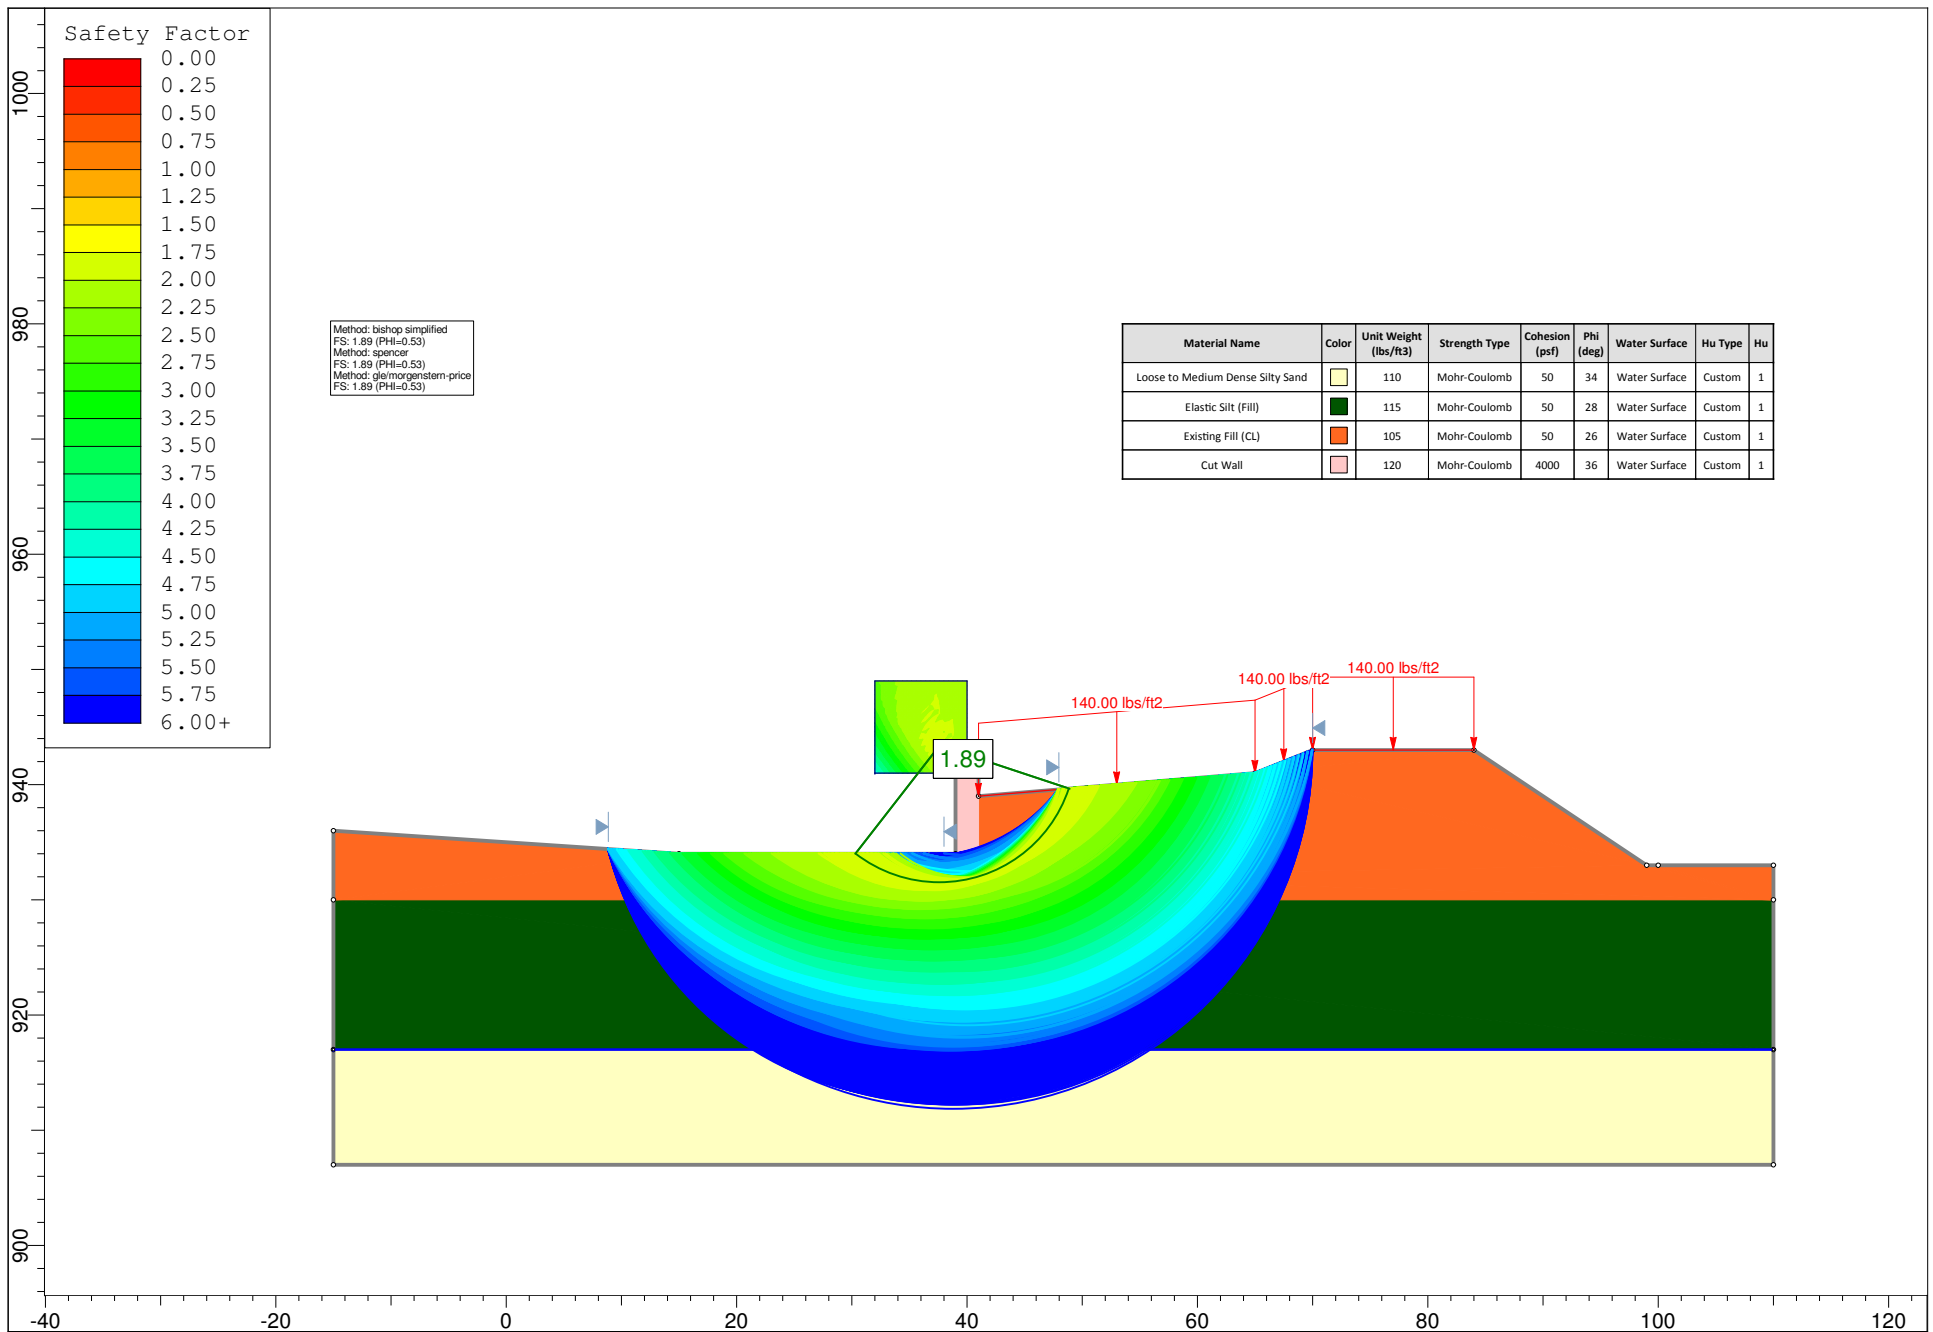 Safety Factor
0.00
0.25
0.50
0.75
1.00
1.25
1.50
1.75
2.00
2.25
2.50
2.75
3.00
3.25
3.50
3.75
4.00
4.25
4.50
4.75
5.00
5.25
5.50
5.75
6.00+
Method: bishop simplified
FS: 1.89 (PHI=0.53)
Method: spencer
FS: 1.89 (PHI=0.53)
Method: gle/morgenstern-price
FS: 1.89 (PHI=0.53)
Material Name Color Unit Weight (lbs/ft3) Strength Type Cohesion (psf) Phi (deg) Water Surface Hu Type Hu
Loose to Medium Dense Silty Sand 110 Mohr-Coulomb 50 34 Water Surface Custom 1
Elastic Silt (Fill) 115 Mohr-Coulomb 50 28 Water Surface Custom 1
Existing Fill (CL) 105 Mohr-Coulomb 50 26 Water Surface Custom 1
Cut Wall 120 Mohr-Coulomb 4000 36 Water Surface Custom 1
140.00 lbs/ft2
140.00 lbs/ft2
140.00 lbs/ft2
1.89
1000
980
960
940
920
900
-40 -20 0 20 40 60 80 100 120